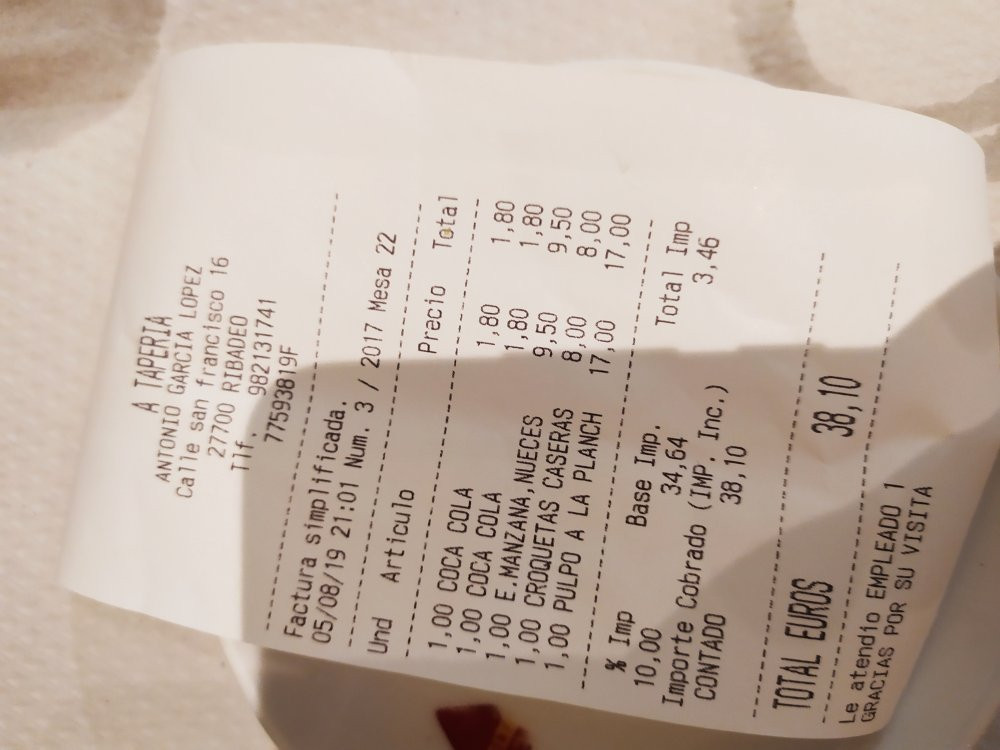 A TAPERIA
ANTONIO GARCIA LOPEZ
Calle san francisco 16
27700 RIBADEO
Tlf. 982131741
77593819F
Factura simplificada.
05/08/19 21:01 Num. 3 / 2017 Mesa 22
Und Articulo Precio Total
1,00 COCA COLA 1,80 1,80
1,00 COCA COLA 1,80 1,80
1,00 E.MANZANA,NUECES 9,50 9,50
1,00 CROQUETAS CASERAS 8,00 8,00
1,00 PULPO A LA PLANCH 17,00 17,00
% Imp Base Imp. Total Imp
10,00 34,64 3,46
Importe Cobrado (IMP. Inc.)
CONTADO 38,10
TOTAL EUROS 38,10
Le atendio EMPLEADO 1
GRACIAS POR SU VISITA